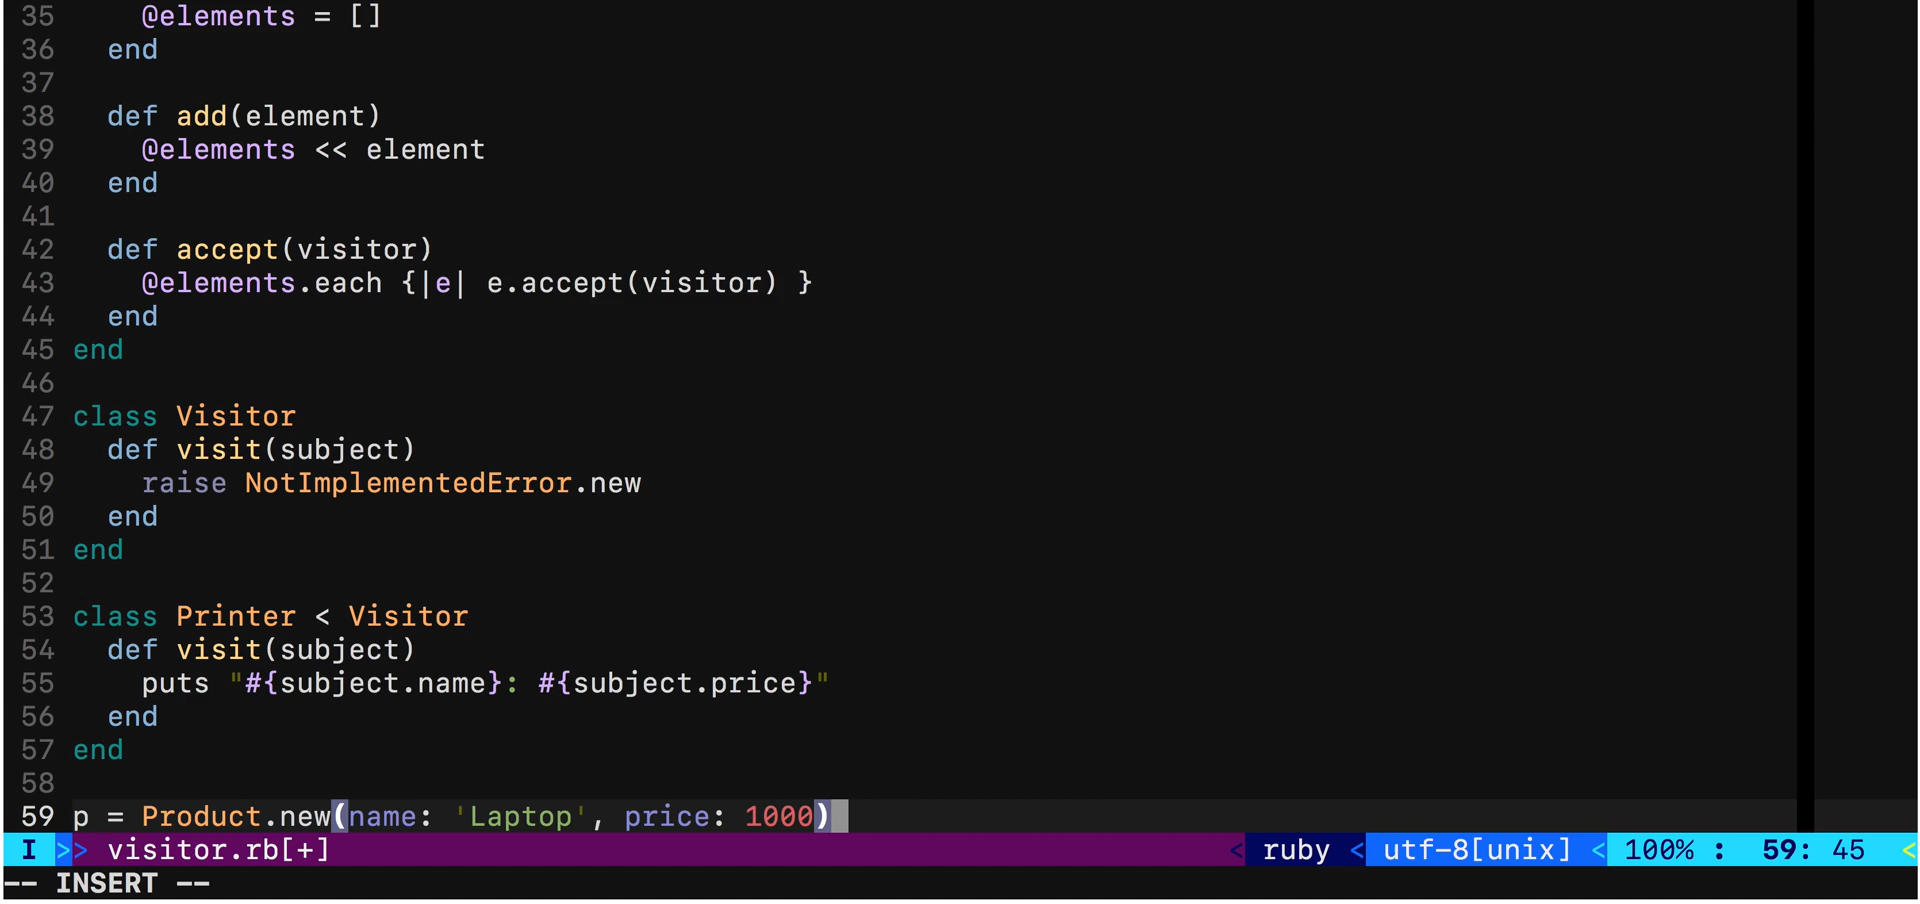 35     @elements = []
36   end
37
38   def add(element)
39     @elements << element
40   end
41
42   def accept(visitor)
43     @elements.each {|e| e.accept(visitor) }
44   end
45 end
46
47 class Visitor
48   def visit(subject)
49     raise NotImplementedError.new
50   end
51 end
52
53 class Printer < Visitor
54   def visit(subject)
55     puts "#{subject.name}: #{subject.price}"
56   end
57 end
58
59 p = Product.new(name: 'Laptop', price: 1000)
I >> visitor.rb[+] < ruby < utf-8[unix] < 100% : 59: 45 <
-- INSERT --